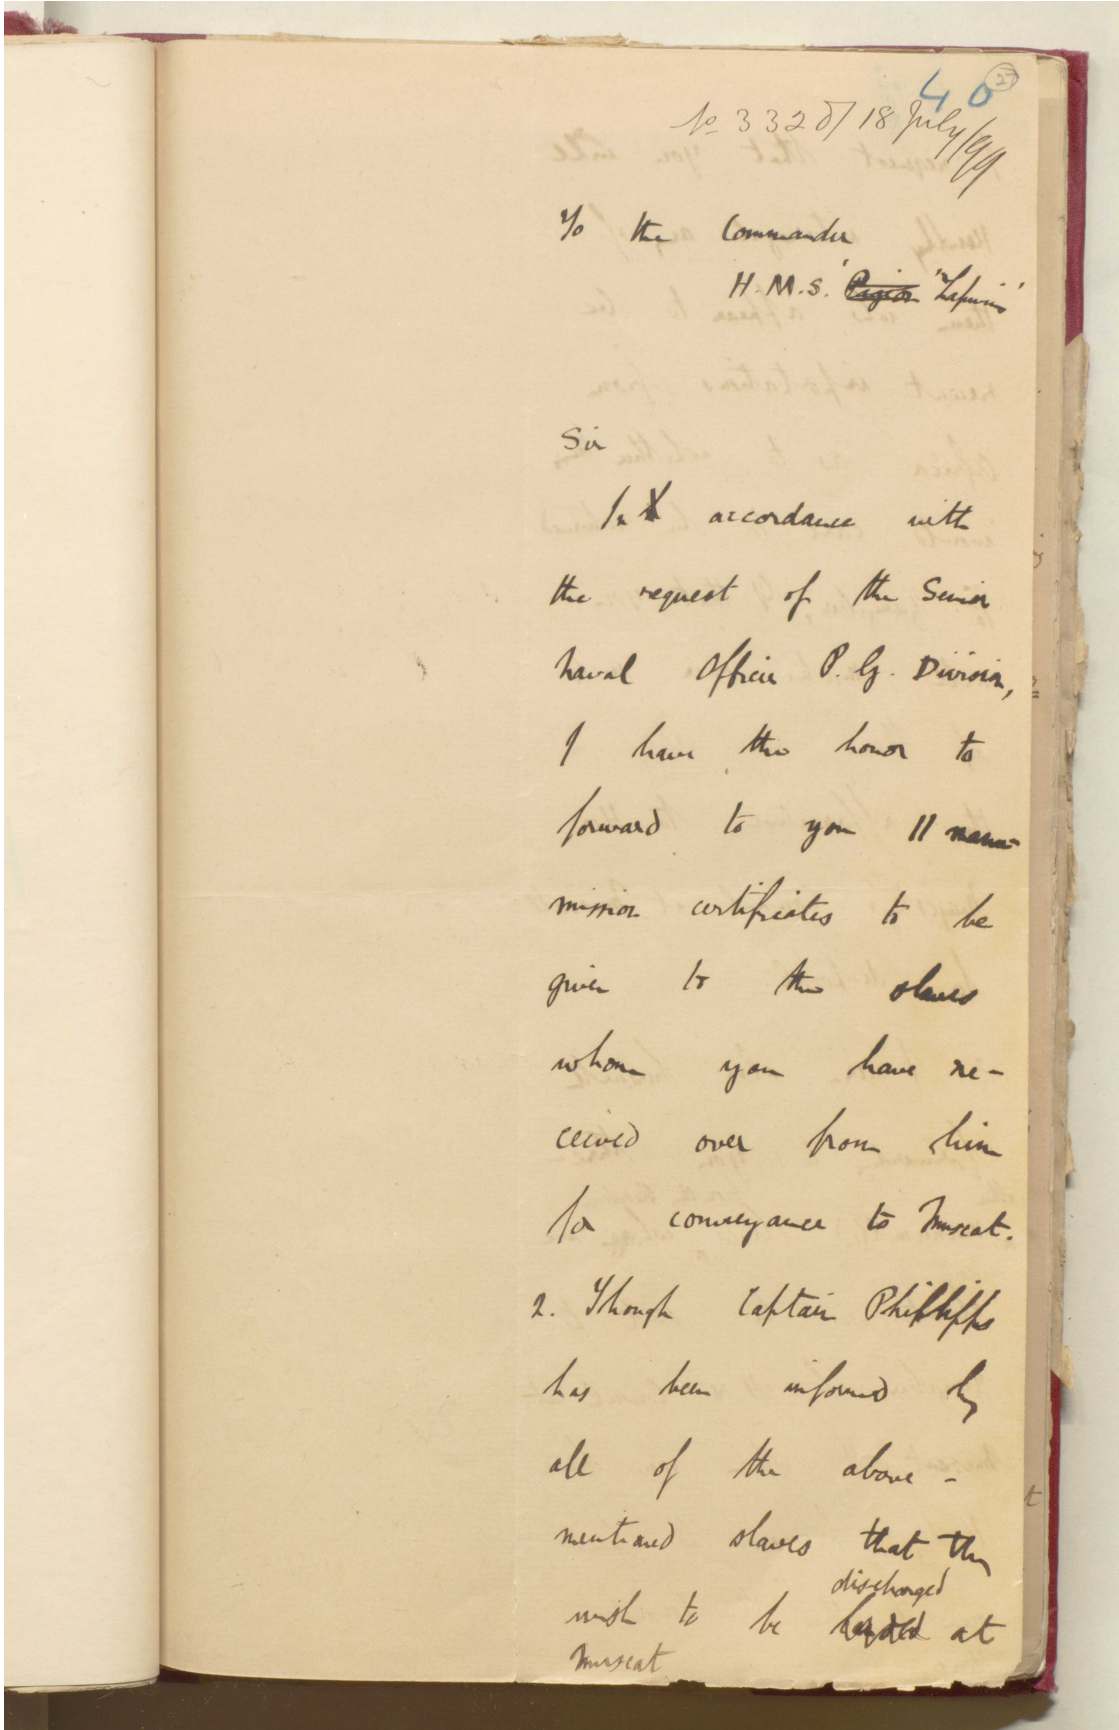 40
27
No 332 of 18 July/99
To the Commander
H.M.S. 'Pigeon "Lapwing'
Sir
In accordance with
the request of the Senior
Naval Officer P.G. Division,
I have the honor to
forward to you 11 manu-
mission certificates to be
given to the slaves
whom you have re-
ceived over from him
for conveyance to Muscat.
2. Though Captain Phillipps
has been informed by
all of the above-
mentioned slaves that they
discharged
wish to be landed at
Muscat